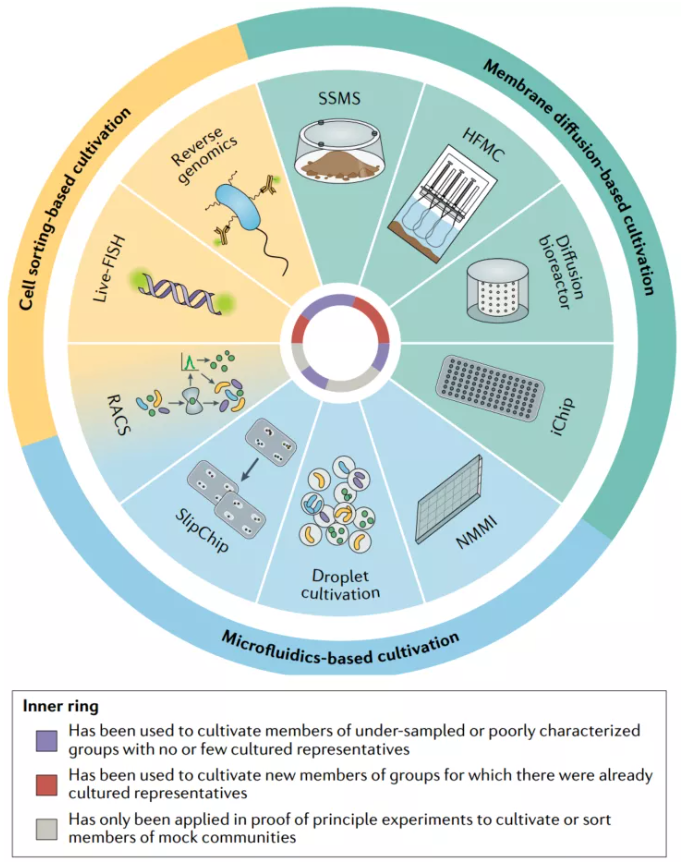 Cell sorting-based cultivation
Membrane diffusion-based cultivation
Microfluidics-based cultivation
SSMS
HFMC
Diffusion
bioreactor
iChip
NMMI
Droplet
cultivation
SlipChip
RACS
Live-FISH
Reverse
genomics
Inner ring
Has been used to cultivate members of under-sampled or poorly characterized
groups with no or few cultured representatives
Has been used to cultivate new members of groups for which there were already
cultured representatives
Has only been applied in proof of principle experiments to cultivate or sort
members of mock communities